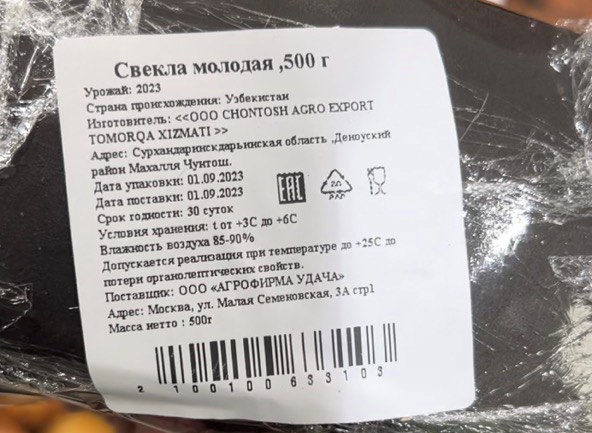 Свекла молодая ,500 г
Урожай: 2023
Страна происхождения: Узбекистан
Изготовитель: <<ООО CHONTOSH AGRO EXPORT
TOMORQA XIZMATI >>
Адрес: Сурхандаринскдарьинская область ,Деноуский
район Махалля Чунтош.
Дата упаковки: 01.09.2023
Дата поставки: 01.09.2023
Срок годности: 30 суток
Условия хранения: t от +3С до +6С
Влажность воздуха 85-90%
Допускается реализация при температуре до +25С до
потери органолептических свойств.
Поставщик: ООО «АГРОФИРМА УДАЧА»
Адрес: Москва, ул. Малая Семеновская, 3А стр1
Масса нетто : 500г
EAC
2 100100 633103